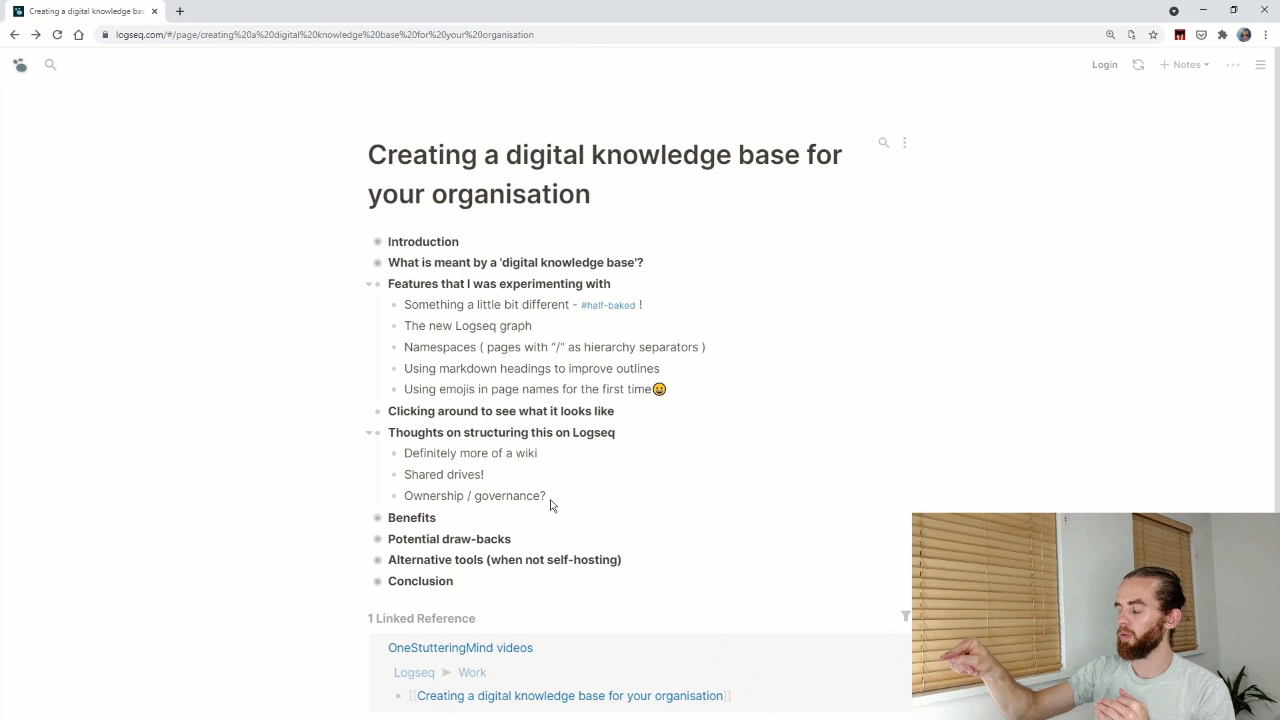 Creating a digital knowledge bas
logseq.com/#/page/creating%20a%20digital%20knowledge%20base%20for%20your%20organisation
Login
Notes
Creating a digital knowledge base for
your organisation
Introduction
What is meant by a 'digital knowledge base'?
Features that I was experimenting with
Something a little bit different - #half-baked !
The new Logseq graph
Namespaces ( pages with "/" as hierarchy separators )
Using markdown headings to improve outlines
Using emojis in page names for the first time😀
Clicking around to see what it looks like
Thoughts on structuring this on Logseq
Definitely more of a wiki
Shared drives!
Ownership / governance?
Benefits
Potential draw-backs
Alternative tools (when not self-hosting)
Conclusion
1 Linked Reference
OneStutteringMind videos
Logseq ➤ Work
[[Creating a digital knowledge base for your organisation]]